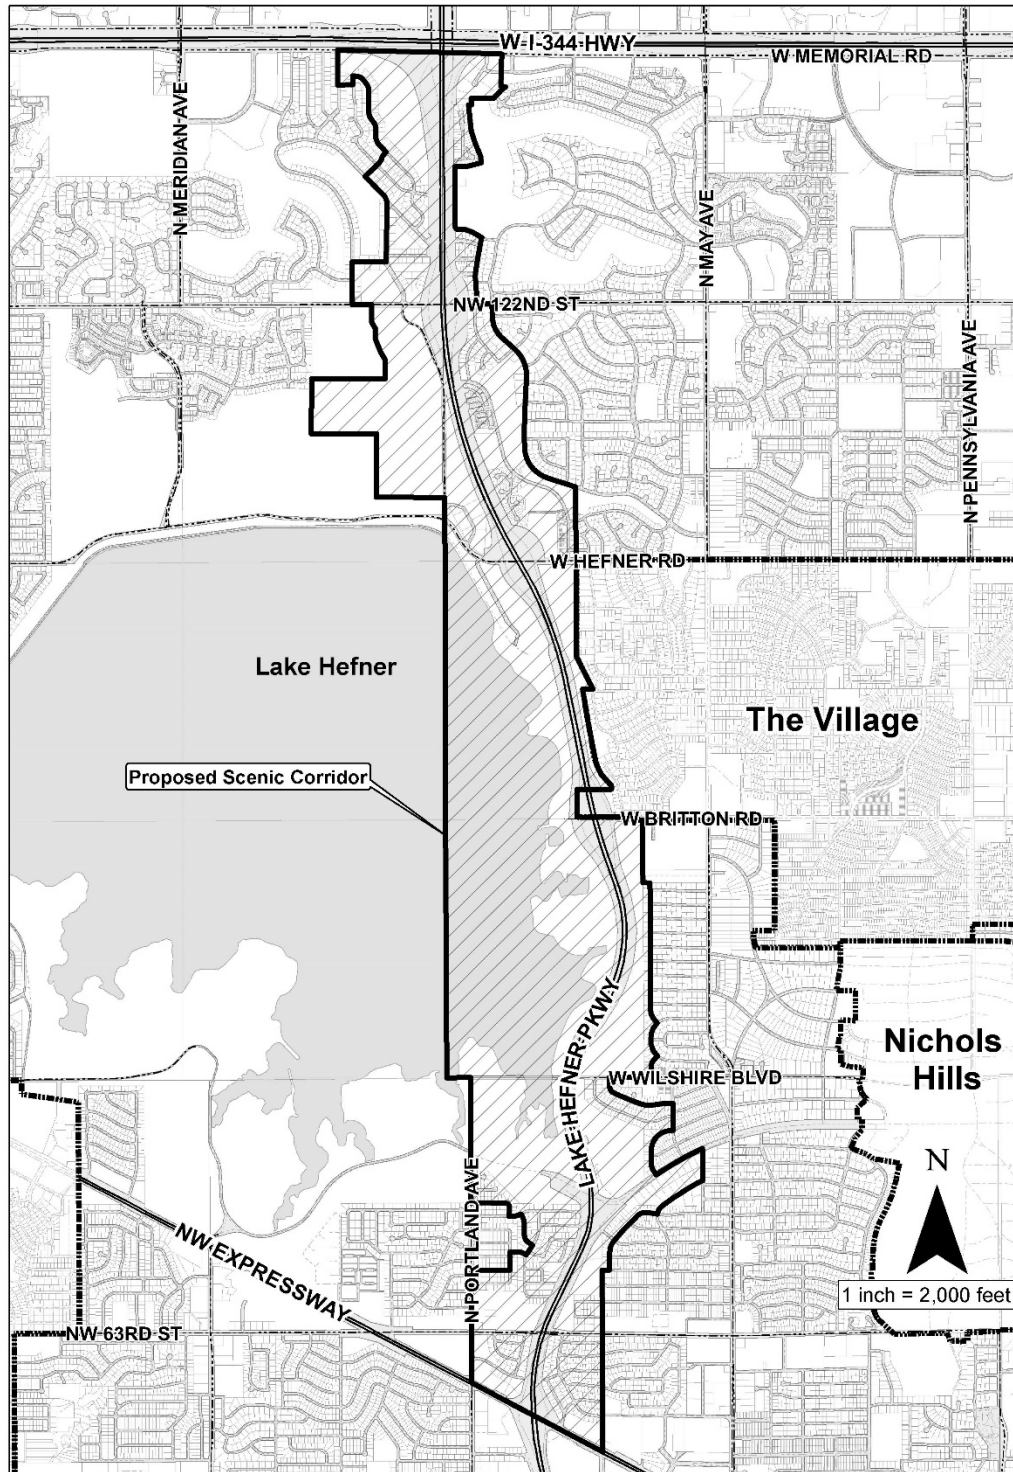 W I-344 HWY
W MEMORIAL RD
N MERIDIAN AVE
N MAY AVE
NW 122ND ST
N PENNSYLVANIA AVE
W HEFNER RD
Lake Hefner
The Village
Proposed Scenic Corridor
W BRITTON RD
LAKE HEFNER PKWY
Nichols
Hills
W WILSHIRE BLVD
N
N PORTLAND AVE
NW EXPRESSWAY
1 inch = 2,000 feet
NW 63RD ST